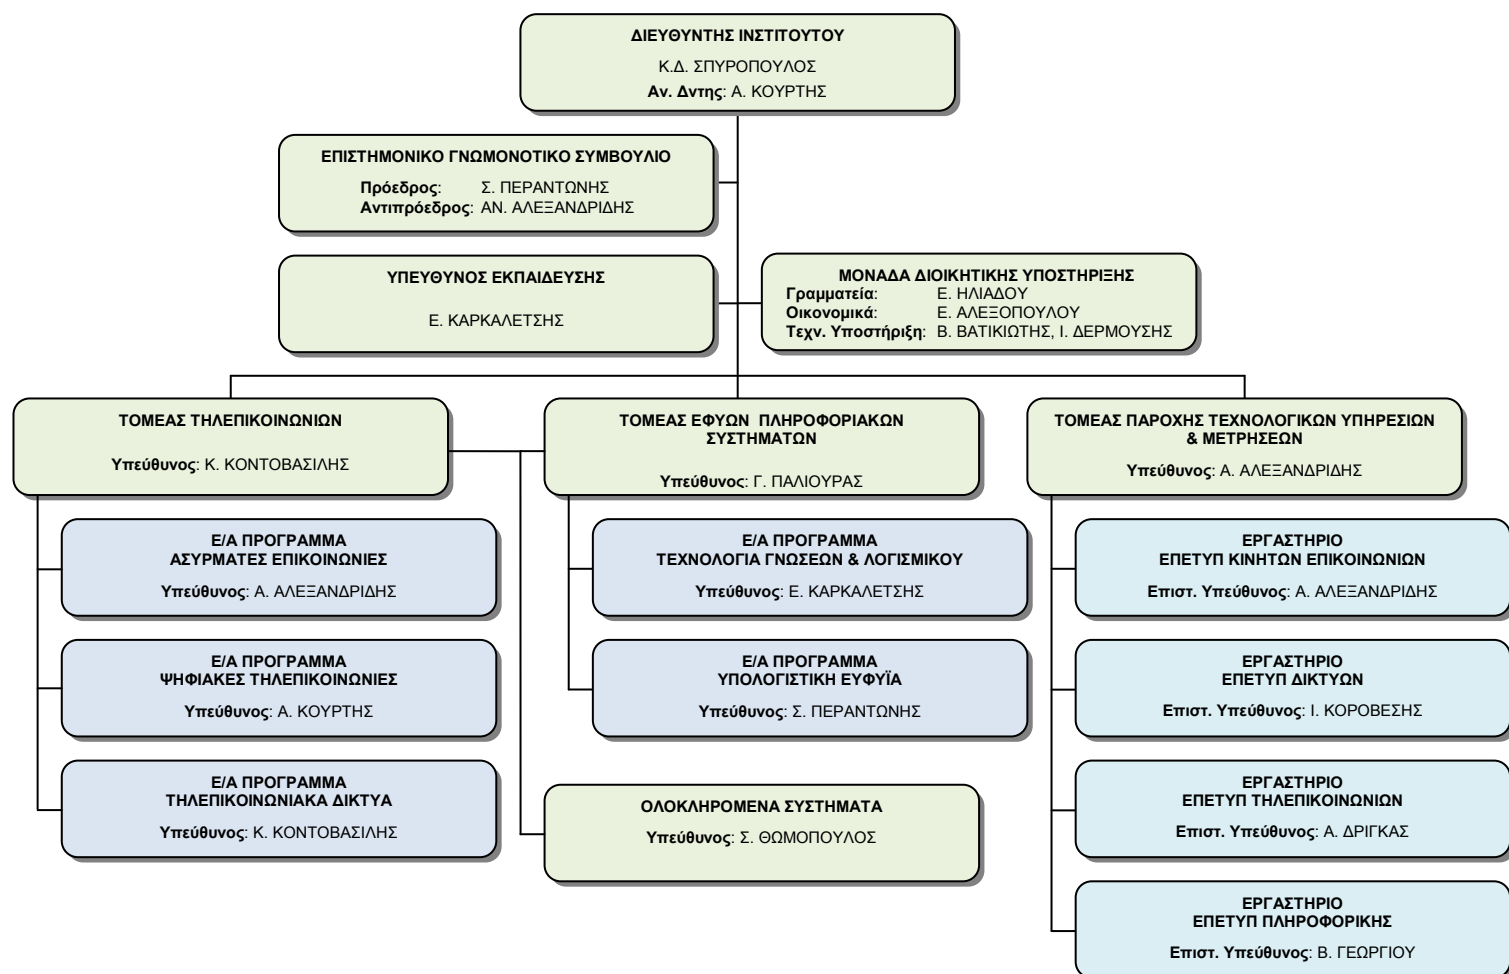 ΔΙΕΥΘΥΝΤΗΣ ΙΝΣΤΙΤΟΥΤΟΥ
Κ.Δ. ΣΠΥΡΟΠΟΥΛΟΣ
Αν. Δντης: Α. ΚΟΥΡΤΗΣ
ΕΠΙΣΤΗΜΟΝΙΚΟ ΓΝΩΜΟΝΟΤΙΚΟ ΣΥΜΒΟΥΛΙΟ
Πρόεδρος: Σ. ΠΕΡΑΝΤΩΝΗΣ
Αντιπρόεδρος: ΑΝ. ΑΛΕΞΑΝΔΡΙΔΗΣ
ΥΠΕΥΘΥΝΟΣ ΕΚΠΑΙΔΕΥΣΗΣ
Ε. ΚΑΡΚΑΛΕΤΣΗΣ
ΜΟΝΑΔΑ ΔΙΟΙΚΗΤΙΚΗΣ ΥΠΟΣΤΗΡΙΞΗΣ
Γραμματεία: Ε. ΗΛΙΑΔΟΥ
Οικονομικά: Ε. ΑΛΕΞΟΠΟΥΛΟΥ
Τεχν. Υποστήριξη: Β. ΒΑΤΙΚΙΩΤΗΣ, Ι. ΔΕΡΜΟΥΣΗΣ
ΤΟΜΕΑΣ ΤΗΛΕΠΙΚΟΙΝΩΝΙΩΝ
Υπεύθυνος: Κ. ΚΟΝΤΟΒΑΣΙΛΗΣ
Ε/Α ΠΡΟΓΡΑΜΜΑ
ΑΣΥΡΜΑΤΕΣ ΕΠΙΚΟΙΝΩΝΙΕΣ
Υπεύθυνος: Α. ΑΛΕΞΑΝΔΡΙΔΗΣ
Ε/Α ΠΡΟΓΡΑΜΜΑ
ΨΗΦΙΑΚΕΣ ΤΗΛΕΠΙΚΟΙΝΩΝΙΕΣ
Υπεύθυνος: Α. ΚΟΥΡΤΗΣ
Ε/Α ΠΡΟΓΡΑΜΜΑ
ΤΗΛΕΠΙΚΟΙΝΩΝΙΑΚΑ ΔΙΚΤΥΑ
Υπεύθυνος: Κ. ΚΟΝΤΟΒΑΣΙΛΗΣ
ΤΟΜΕΑΣ ΕΦΥΩΝ ΠΛΗΡΟΦΟΡΙΑΚΩΝ
ΣΥΣΤΗΜΑΤΩΝ
Υπεύθυνος: Γ. ΠΑΛΙΟΥΡΑΣ
Ε/Α ΠΡΟΓΡΑΜΜΑ
ΤΕΧΝΟΛΟΓΙΑ ΓΝΩΣΕΩΝ & ΛΟΓΙΣΜΙΚΟΥ
Υπεύθυνος: Ε. ΚΑΡΚΑΛΕΤΣΗΣ
Ε/Α ΠΡΟΓΡΑΜΜΑ
ΥΠΟΛΟΓΙΣΤΙΚΗ ΕΥΦΥΪΑ
Υπεύθυνος: Σ. ΠΕΡΑΝΤΩΝΗΣ
ΟΛΟΚΛΗΡΟΜΕΝΑ ΣΥΣΤΗΜΑΤΑ
Υπεύθυνος: Σ. ΘΩΜΟΠΟΥΛΟΣ
ΤΟΜΕΑΣ ΠΑΡΟΧΗΣ ΤΕΧΝΟΛΟΓΙΚΩΝ ΥΠΗΡΕΣΙΩΝ
& ΜΕΤΡΗΣΕΩΝ
Υπεύθυνος: Α. ΑΛΕΞΑΝΔΡΙΔΗΣ
ΕΡΓΑΣΤΗΡΙΟ
ΕΠΕΤΥΠ ΚΙΝΗΤΩΝ ΕΠΙΚΟΙΝΩΝΙΩΝ
Επιστ. Υπεύθυνος: Α. ΑΛΕΞΑΝΔΡΙΔΗΣ
ΕΡΓΑΣΤΗΡΙΟ
ΕΠΕΤΥΠ ΔΙΚΤΥΩΝ
Επιστ. Υπεύθυνος: Ι. ΚΟΡΟΒΕΣΗΣ
ΕΡΓΑΣΤΗΡΙΟ
ΕΠΕΤΥΠ ΤΗΛΕΠΙΚΟΙΝΩΝΙΩΝ
Επιστ. Υπεύθυνος: Α. ΔΡΙΓΚΑΣ
ΕΡΓΑΣΤΗΡΙΟ
ΕΠΕΤΥΠ ΠΛΗΡΟΦΟΡΙΚΗΣ
Επιστ. Υπεύθυνος: Β. ΓΕΩΡΓΙΟΥ